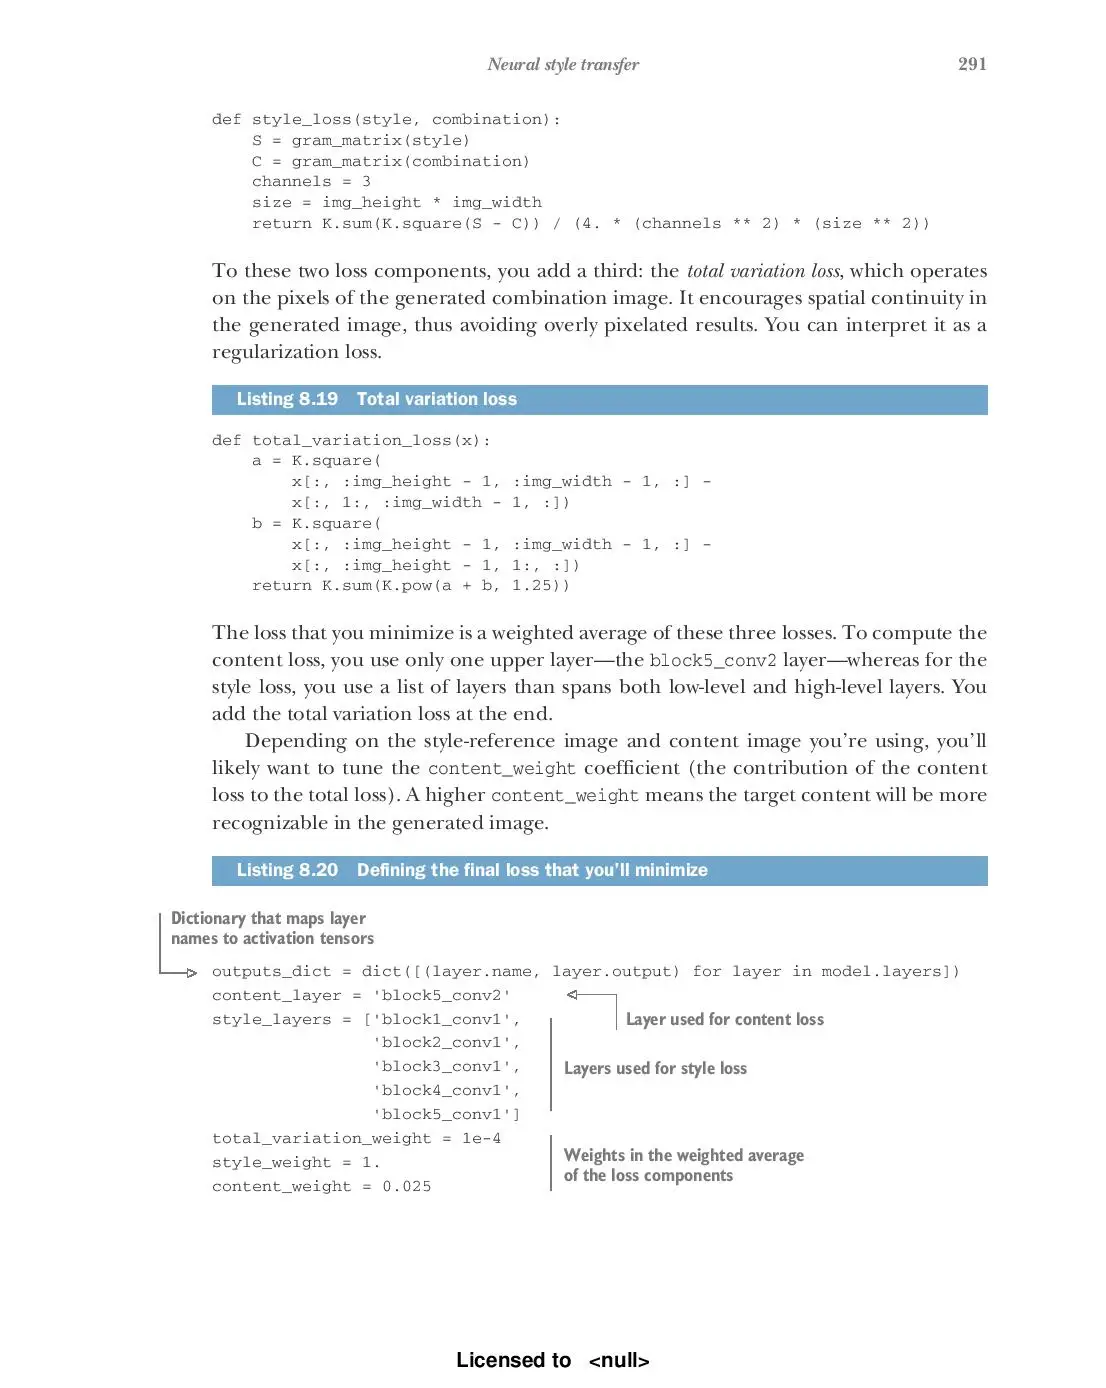 Neural style transfer 291
def style_loss(style, combination):
    S = gram_matrix(style)
    C = gram_matrix(combination)
    channels = 3
    size = img_height * img_width
    return K.sum(K.square(S - C)) / (4. * (channels ** 2) * (size ** 2))
To these two loss components, you add a third: the total variation loss, which operates
on the pixels of the generated combination image. It encourages spatial continuity in
the generated image, thus avoiding overly pixelated results. You can interpret it as a
regularization loss.
Listing 8.19 Total variation loss
def total_variation_loss(x):
    a = K.square(
        x[:, :img_height - 1, :img_width - 1, :] -
        x[:, 1:, :img_width - 1, :])
    b = K.square(
        x[:, :img_height - 1, :img_width - 1, :] -
        x[:, :img_height - 1, 1:, :])
    return K.sum(K.pow(a + b, 1.25))
The loss that you minimize is a weighted average of these three losses. To compute the
content loss, you use only one upper layer—the block5_conv2 layer—whereas for the
style loss, you use a list of layers than spans both low-level and high-level layers. You
add the total variation loss at the end.
Depending on the style-reference image and content image you're using, you'll
likely want to tune the content_weight coefficient (the contribution of the content
loss to the total loss). A higher content_weight means the target content will be more
recognizable in the generated image.
Listing 8.20 Defining the final loss that you'll minimize
Dictionary that maps layer
names to activation tensors
outputs_dict = dict([(layer.name, layer.output) for layer in model.layers])
content_layer = 'block5_conv2'
Layer used for content loss
style_layers = ['block1_conv1',
                'block2_conv1',
                'block3_conv1',
                'block4_conv1',
                'block5_conv1']
Layers used for style loss
total_variation_weight = 1e-4
style_weight = 1.
content_weight = 0.025
Weights in the weighted average
of the loss components
Licensed to <null>